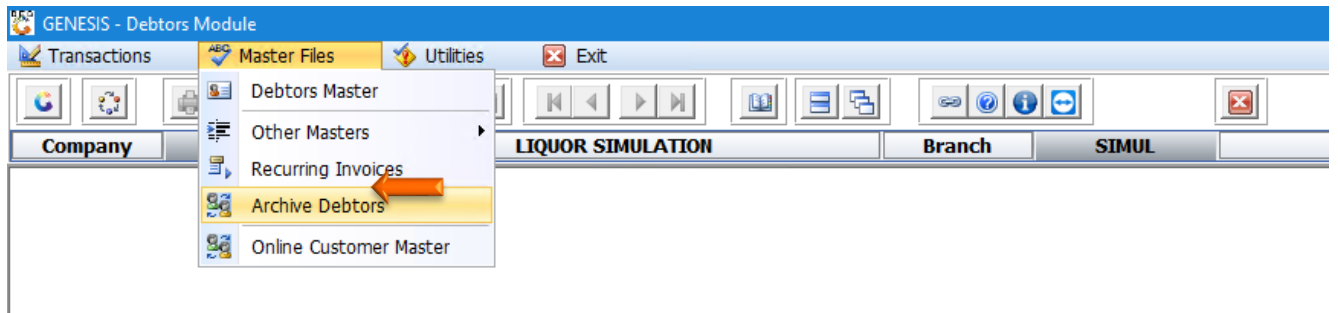 GENESIS - Debtors Module
Transactions Master Files Utilities Exit
Debtors Master
Other Masters
Company LIQUOR SIMULATION Branch SIMUL
Recurring Invoices
Archive Debtors
Online Customer Master